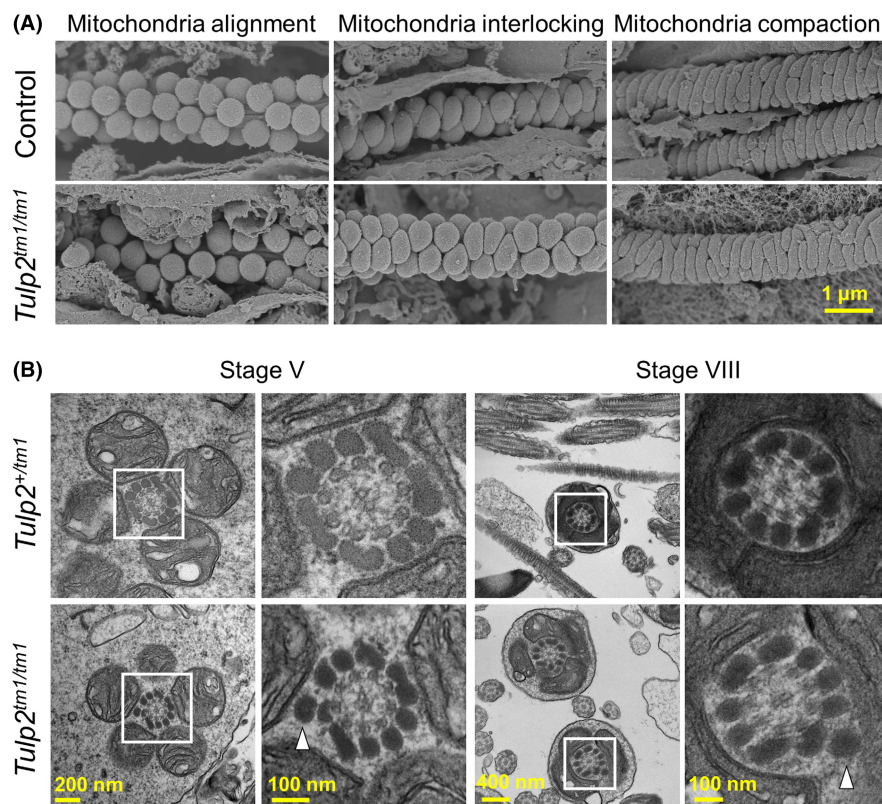 (A) Mitochondria alignment Mitochondria interlocking Mitochondria compaction
Control
Tulp2tm1/tm1
1 µm
(B) Stage V Stage VIII
Tulp2+/tm1
Tulp2tm1/tm1
200 nm 100 nm 400 nm 100 nm